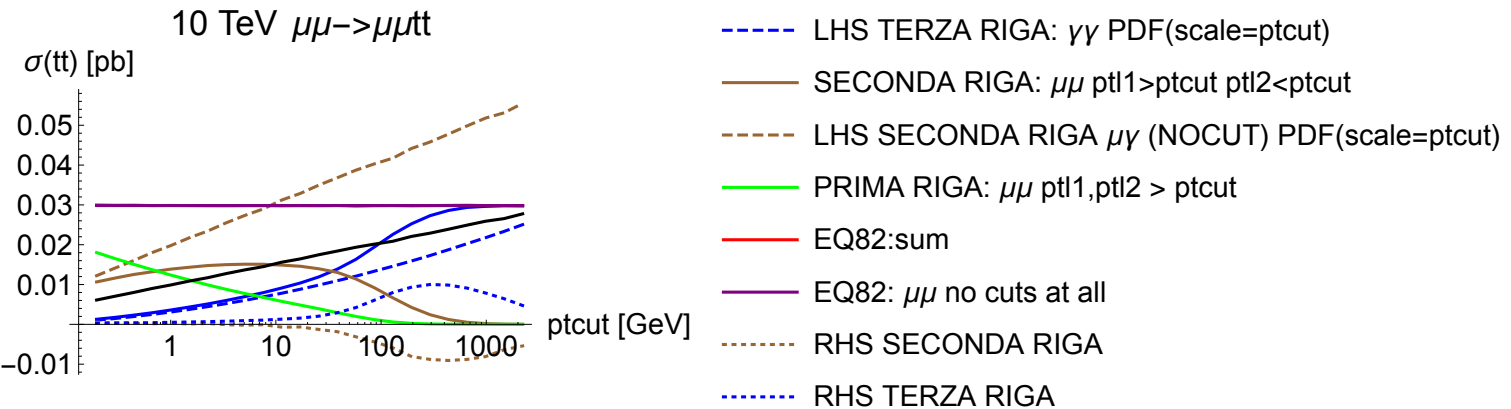 10 TeV μμ->μμtt
σ(tt) [pb]
0.05
0.04
0.03
0.02
0.01
-0.01
1
10
100
1000
ptcut [GeV]
LHS TERZA RIGA: γγ PDF(scale=ptcut)
SECONDA RIGA: μμ ptl1>ptcut ptl2<ptcut
LHS SECONDA RIGA μγ (NOCUT) PDF(scale=ptcut)
PRIMA RIGA: μμ ptl1,ptl2 > ptcut
EQ82:sum
EQ82: μμ no cuts at all
RHS SECONDA RIGA
RHS TERZA RIGA